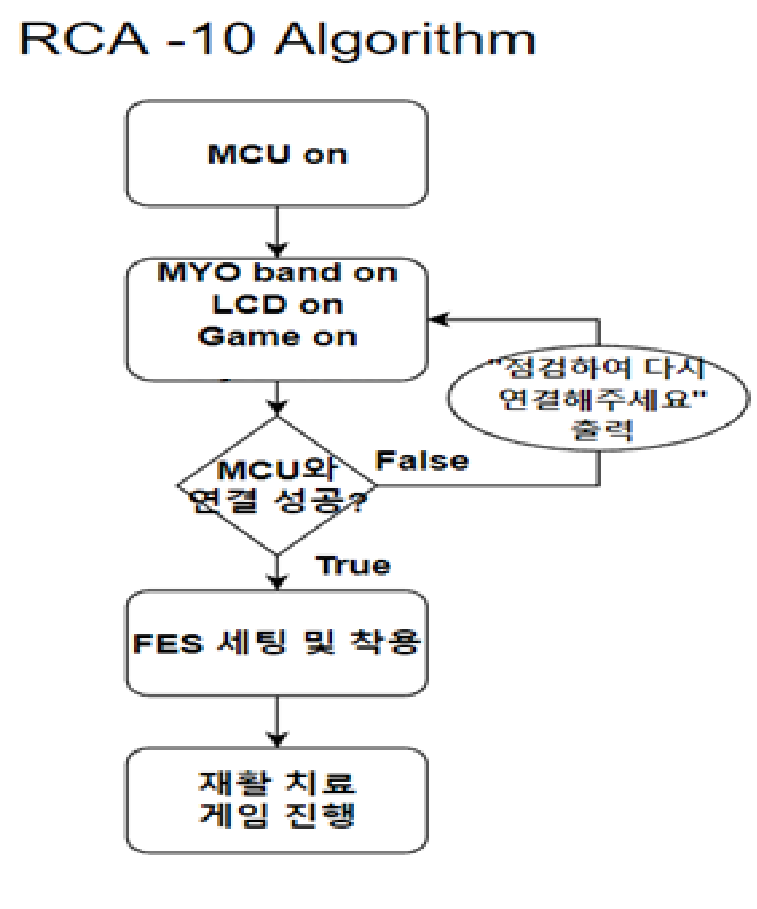 RCA -10 Algorithm
MCU on
MYO band on
LCD on
Game on
"점검하여 다시
연결해주세요"
출력
MCU와
연결 성공?
False
True
FES 세팅 및 착용
재활 치료
게임 진행